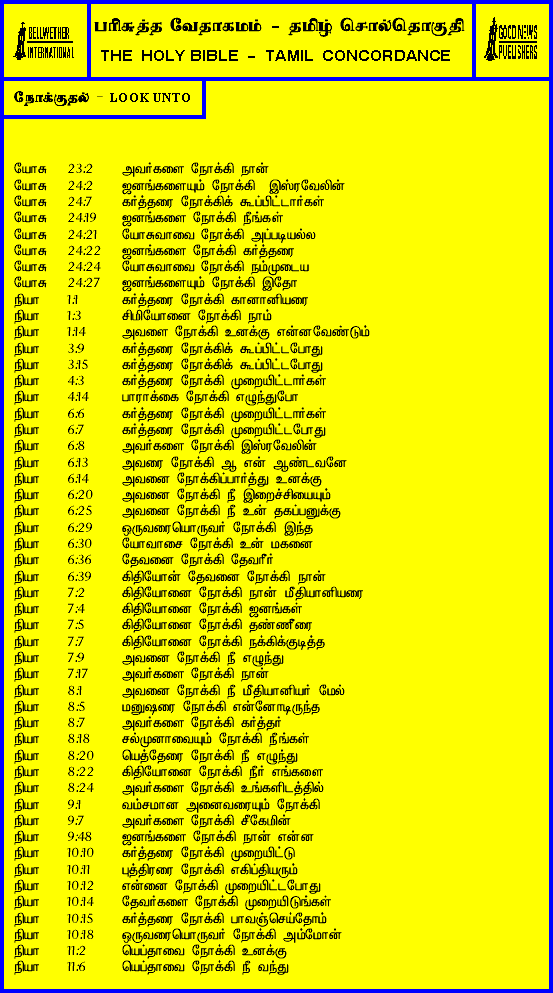 BELLWETHER
INTERNATIONAL
பரிசுத்த வேதாகமம் - தமிழ் சொல்தொகுதி
THE HOLY BIBLE - TAMIL CONCORDANCE
GOOD NEWS
PUBLISHERS
நோக்குதல் - LOOK UNTO
யோசு 23:2 அவர்களை நோக்கி நான்
யோசு 24:2 ஜனங்களையும் நோக்கி இஸ்ரவேலின்
யோசு 24:7 கர்த்தரை நோக்கிக் கூப்பிட்டார்கள்
யோசு 24:19 ஜனங்களை நோக்கி நீங்கள்
யோசு 24:21 யோசுவாவை நோக்கி அப்படியல்ல
யோசு 24:22 ஜனங்களை நோக்கி கர்த்தரை
யோசு 24:24 யோசுவாவை நோக்கி நம்முடைய
யோசு 24:27 ஜனங்களையும் நோக்கி இதோ
நியா 1:1 கர்த்தரை நோக்கி கானானியரை
நியா 1:3 சிமியோனை நோக்கி நாம்
நியா 1:14 அவளை நோக்கி உனக்கு என்னவேண்டும்
நியா 3:9 கர்த்தரை நோக்கிக் கூப்பிட்டபோது
நியா 3:15 கர்த்தரை நோக்கிக் கூப்பிட்டபோது
நியா 4:3 கர்த்தரை நோக்கி முறையிட்டார்கள்
நியா 4:14 பாராக்கை நோக்கி எழுந்துபோ
நியா 6:6 கர்த்தரை நோக்கி முறையிட்டார்கள்
நியா 6:7 கர்த்தரை நோக்கி முறையிட்டபோது
நியா 6:8 அவர்களை நோக்கி இஸ்ரவேலின்
நியா 6:13 அவரை நோக்கி ஆ என் ஆண்டவனே
நியா 6:14 அவனை நோக்கிப்பார்த்து உனக்கு
நியா 6:20 அவனை நோக்கி நீ இறைச்சியையும்
நியா 6:25 அவனை நோக்கி நீ உன் தகப்பனுக்கு
நியா 6:29 ஒருவரையொருவர் நோக்கி இந்த
நியா 6:30 யோவாசை நோக்கி உன் மகனை
நியா 6:36 தேவனை நோக்கி தேவரீர்
நியா 6:39 கிதியோன் தேவனை நோக்கி நான்
நியா 7:2 கிதியோனை நோக்கி நான் மீதியானியரை
நியா 7:4 கிதியோனை நோக்கி ஜனங்கள்
நியா 7:5 கிதியோனை நோக்கி தண்ணீரை
நியா 7:7 கிதியோனை நோக்கி நக்கிக்குடித்த
நியா 7:9 அவனை நோக்கி நீ எழுந்து
நியா 7:17 அவர்களை நோக்கி நான்
நியா 8:1 அவனை நோக்கி நீ மீதியானியர் மேல்
நியா 8:5 மனுஷரை நோக்கி என்னோடிருந்த
நியா 8:7 அவர்களை நோக்கி கர்த்தர்
நியா 8:18 சல்முனாவையும் நோக்கி நீங்கள்
நியா 8:20 யெத்தேரை நோக்கி நீ எழுந்து
நியா 8:22 கிதியோனை நோக்கி நீர் எங்களை
நியா 8:24 அவர்களை நோக்கி உங்களிடத்தில்
நியா 9:1 வம்சமான அனைவரையும் நோக்கி
நியா 9:7 அவர்களை நோக்கி சீகேமின்
நியா 9:48 ஜனங்களை நோக்கி நான் என்ன
நியா 10:10 கர்த்தரை நோக்கி முறையிட்டு
நியா 10:11 புத்திரரை நோக்கி எகிப்தியரும்
நியா 10:12 என்னை நோக்கி முறையிட்டபோது
நியா 10:14 தேவர்களை நோக்கி முறையிடுங்கள்
நியா 10:15 கர்த்தரை நோக்கி பாவஞ்செய்தோம்
நியா 10:18 ஒருவரையொருவர் நோக்கி அம்மோன்
நியா 11:2 யெப்தாவை நோக்கி உனக்கு
நியா 11:6 யெப்தாவை நோக்கி நீ வந்து